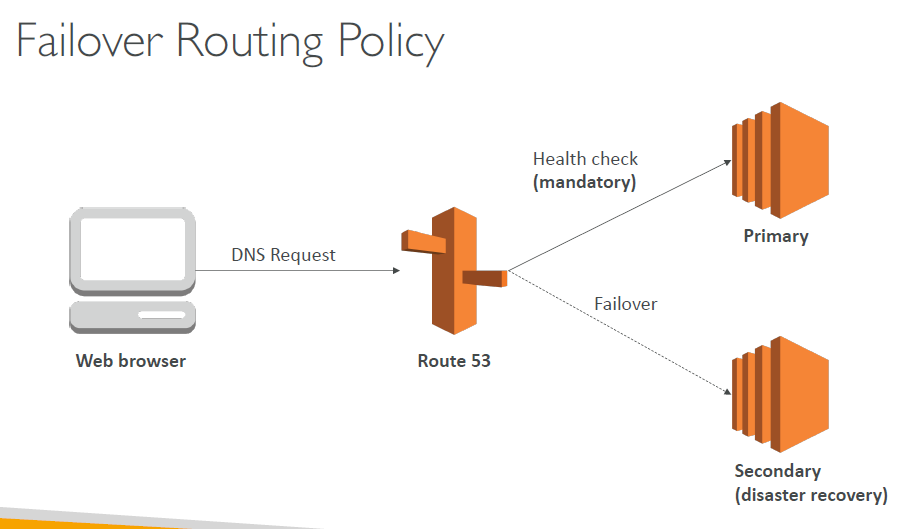 Failover Routing Policy
Health check
(mandatory)
Primary
DNS Request
Failover
Web browser
Route 53
Secondary
(disaster recovery)